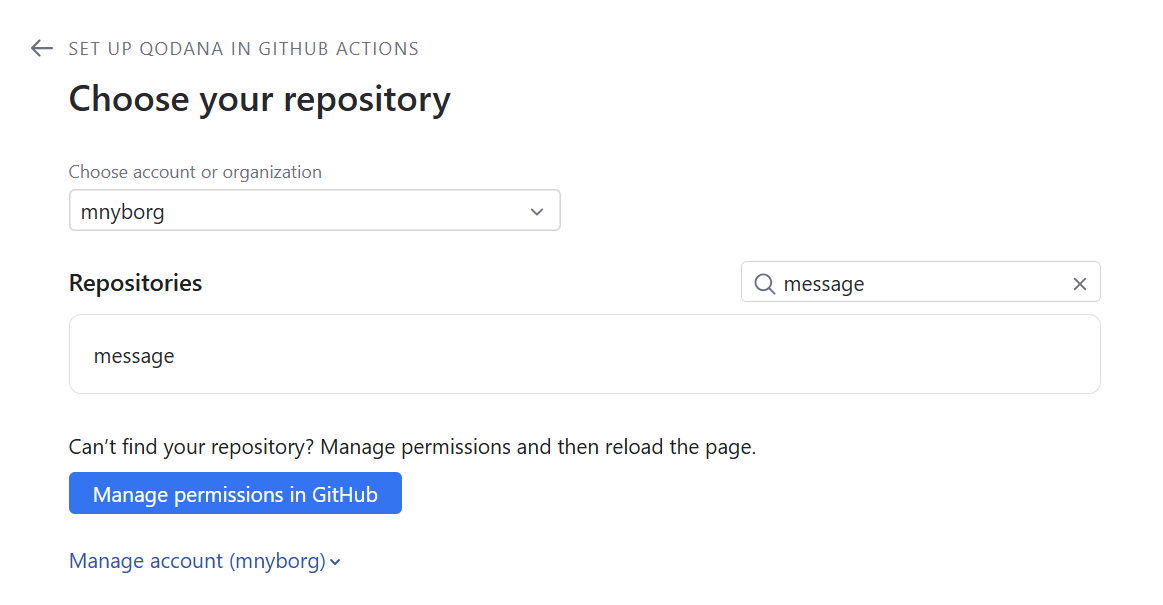 SET UP QODANA IN GITHUB ACTIONS
Choose your repository
Choose account or organization
mnyborg
Repositories
message
message
Can't find your repository? Manage permissions and then reload the page.
Manage permissions in GitHub
Manage account (mnyborg)